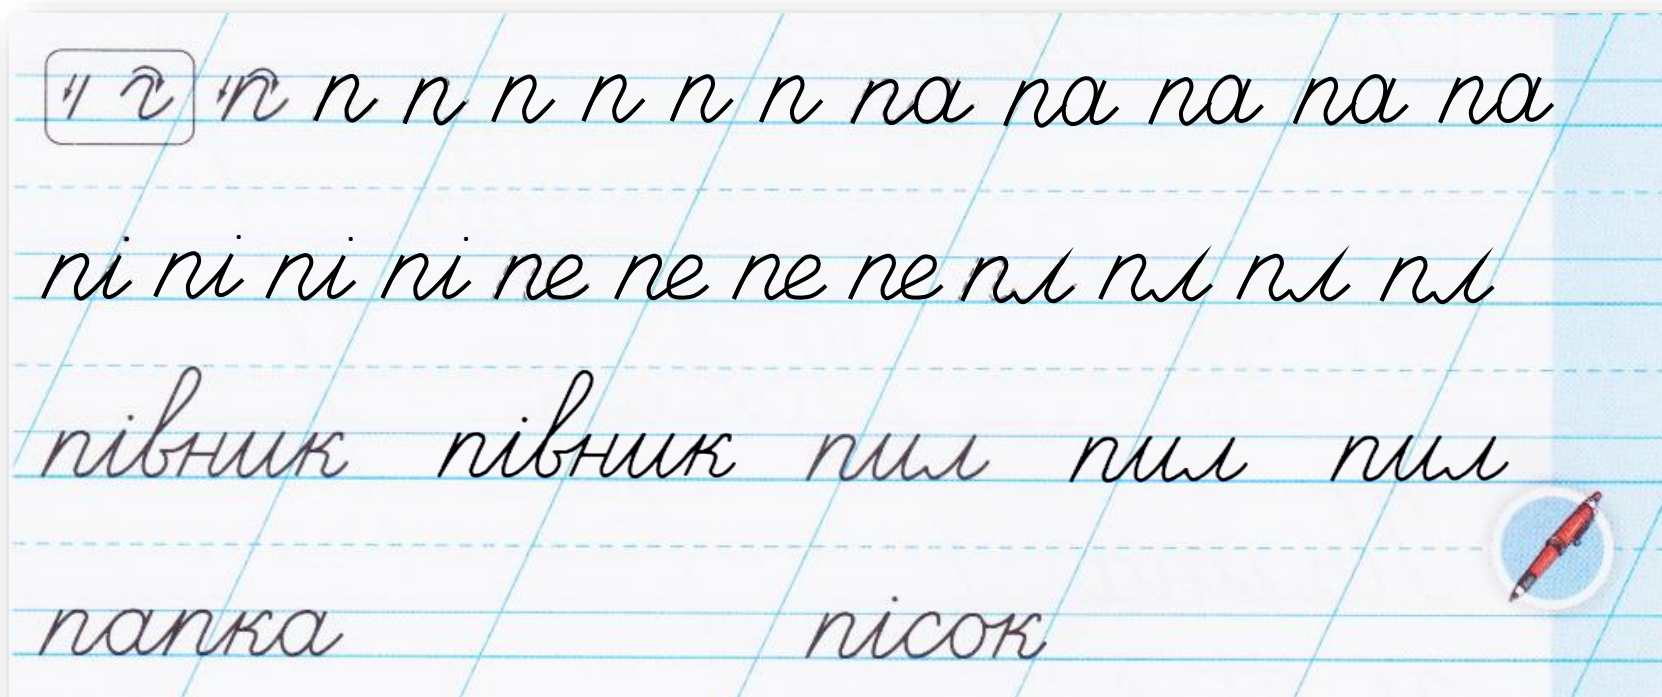 п п п п п п п па па па па па
пі пі пі пі пе пе пе пе пл пл пл пл
півник півник пил пил пил
папка пісок